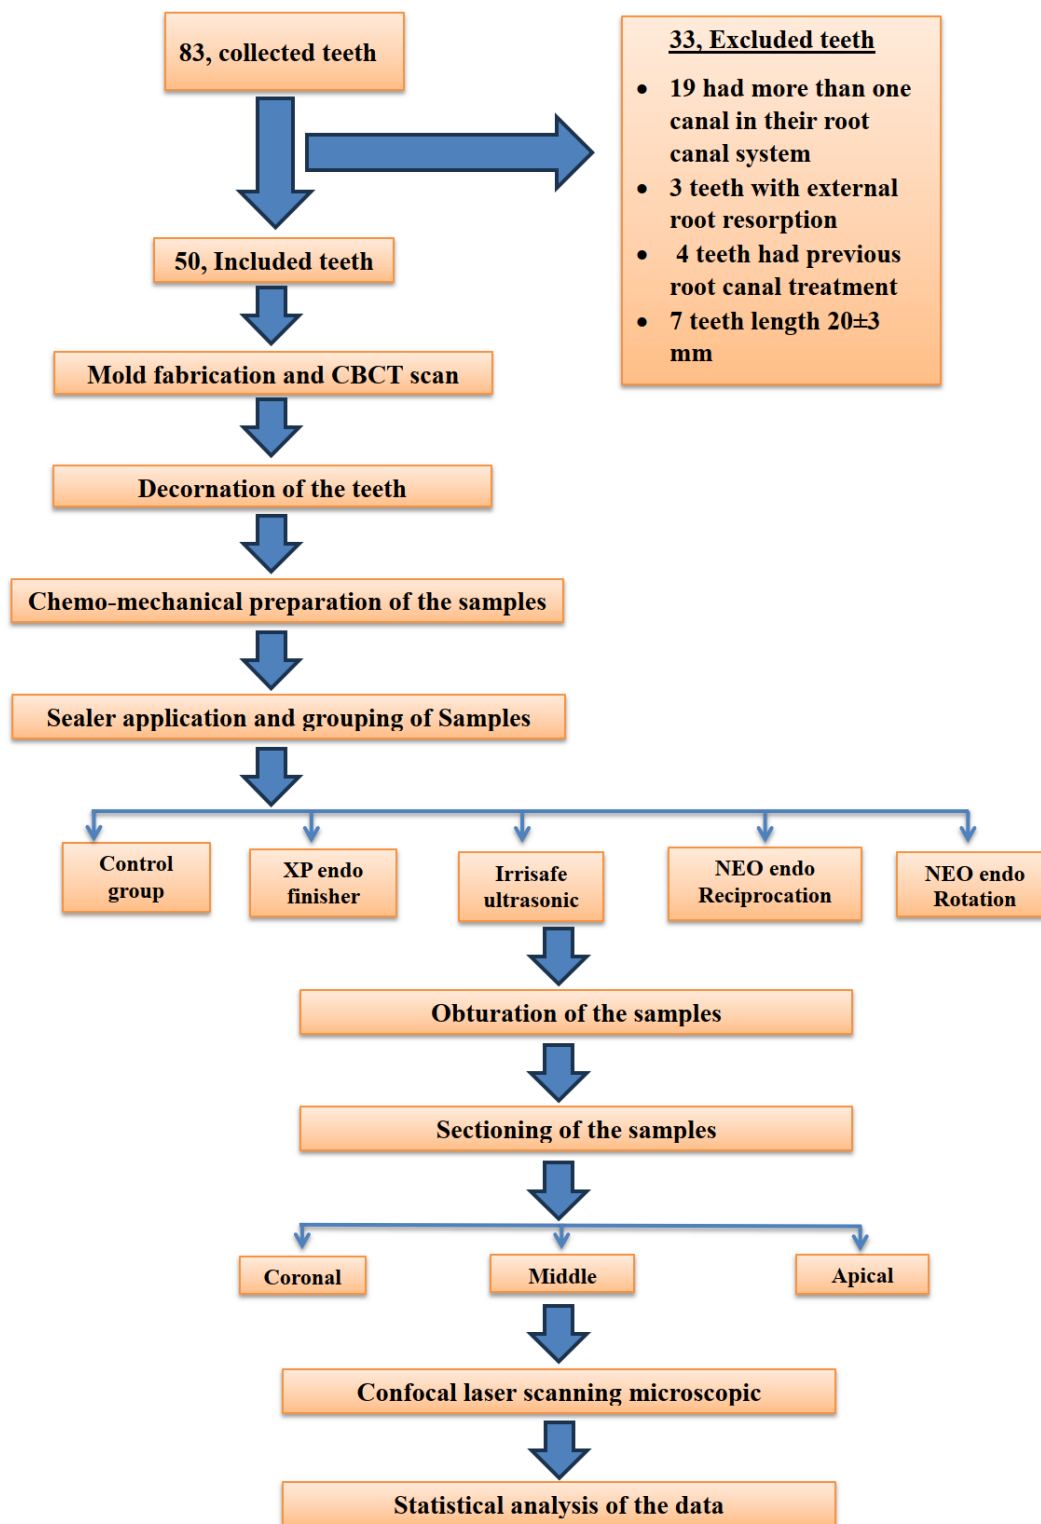 83, collected teeth
33, Excluded teeth
• 19 had more than one
canal in their root
canal system
• 3 teeth with external
root resorption
• 4 teeth had previous
root canal treatment
• 7 teeth length 20±3
mm
50, Included teeth
Mold fabrication and CBCT scan
Decornation of the teeth
Chemo-mechanical preparation of the samples
Sealer application and grouping of Samples
Control
group
XP endo
finisher
Irrisafe
ultrasonic
NEO endo
Reciprocation
NEO endo
Rotation
Obturation of the samples
Sectioning of the samples
Coronal
Middle
Apical
Confocal laser scanning microscopic
Statistical analysis of the data